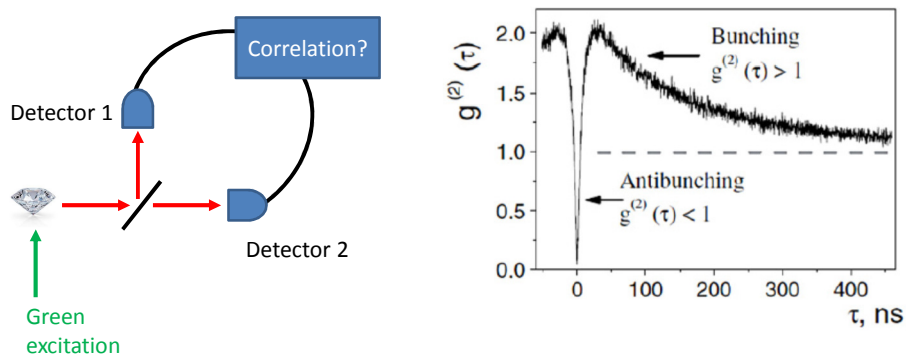 Correlation?
Detector 1
Detector 2
Green
excitation
g⁽²⁾ (τ)
2.0
1.5
1.0
0.5
0.0
Bunching
g⁽²⁾ (τ) > 1
Antibunching
g⁽²⁾ (τ) < 1
0 100 200 300 400
τ, ns